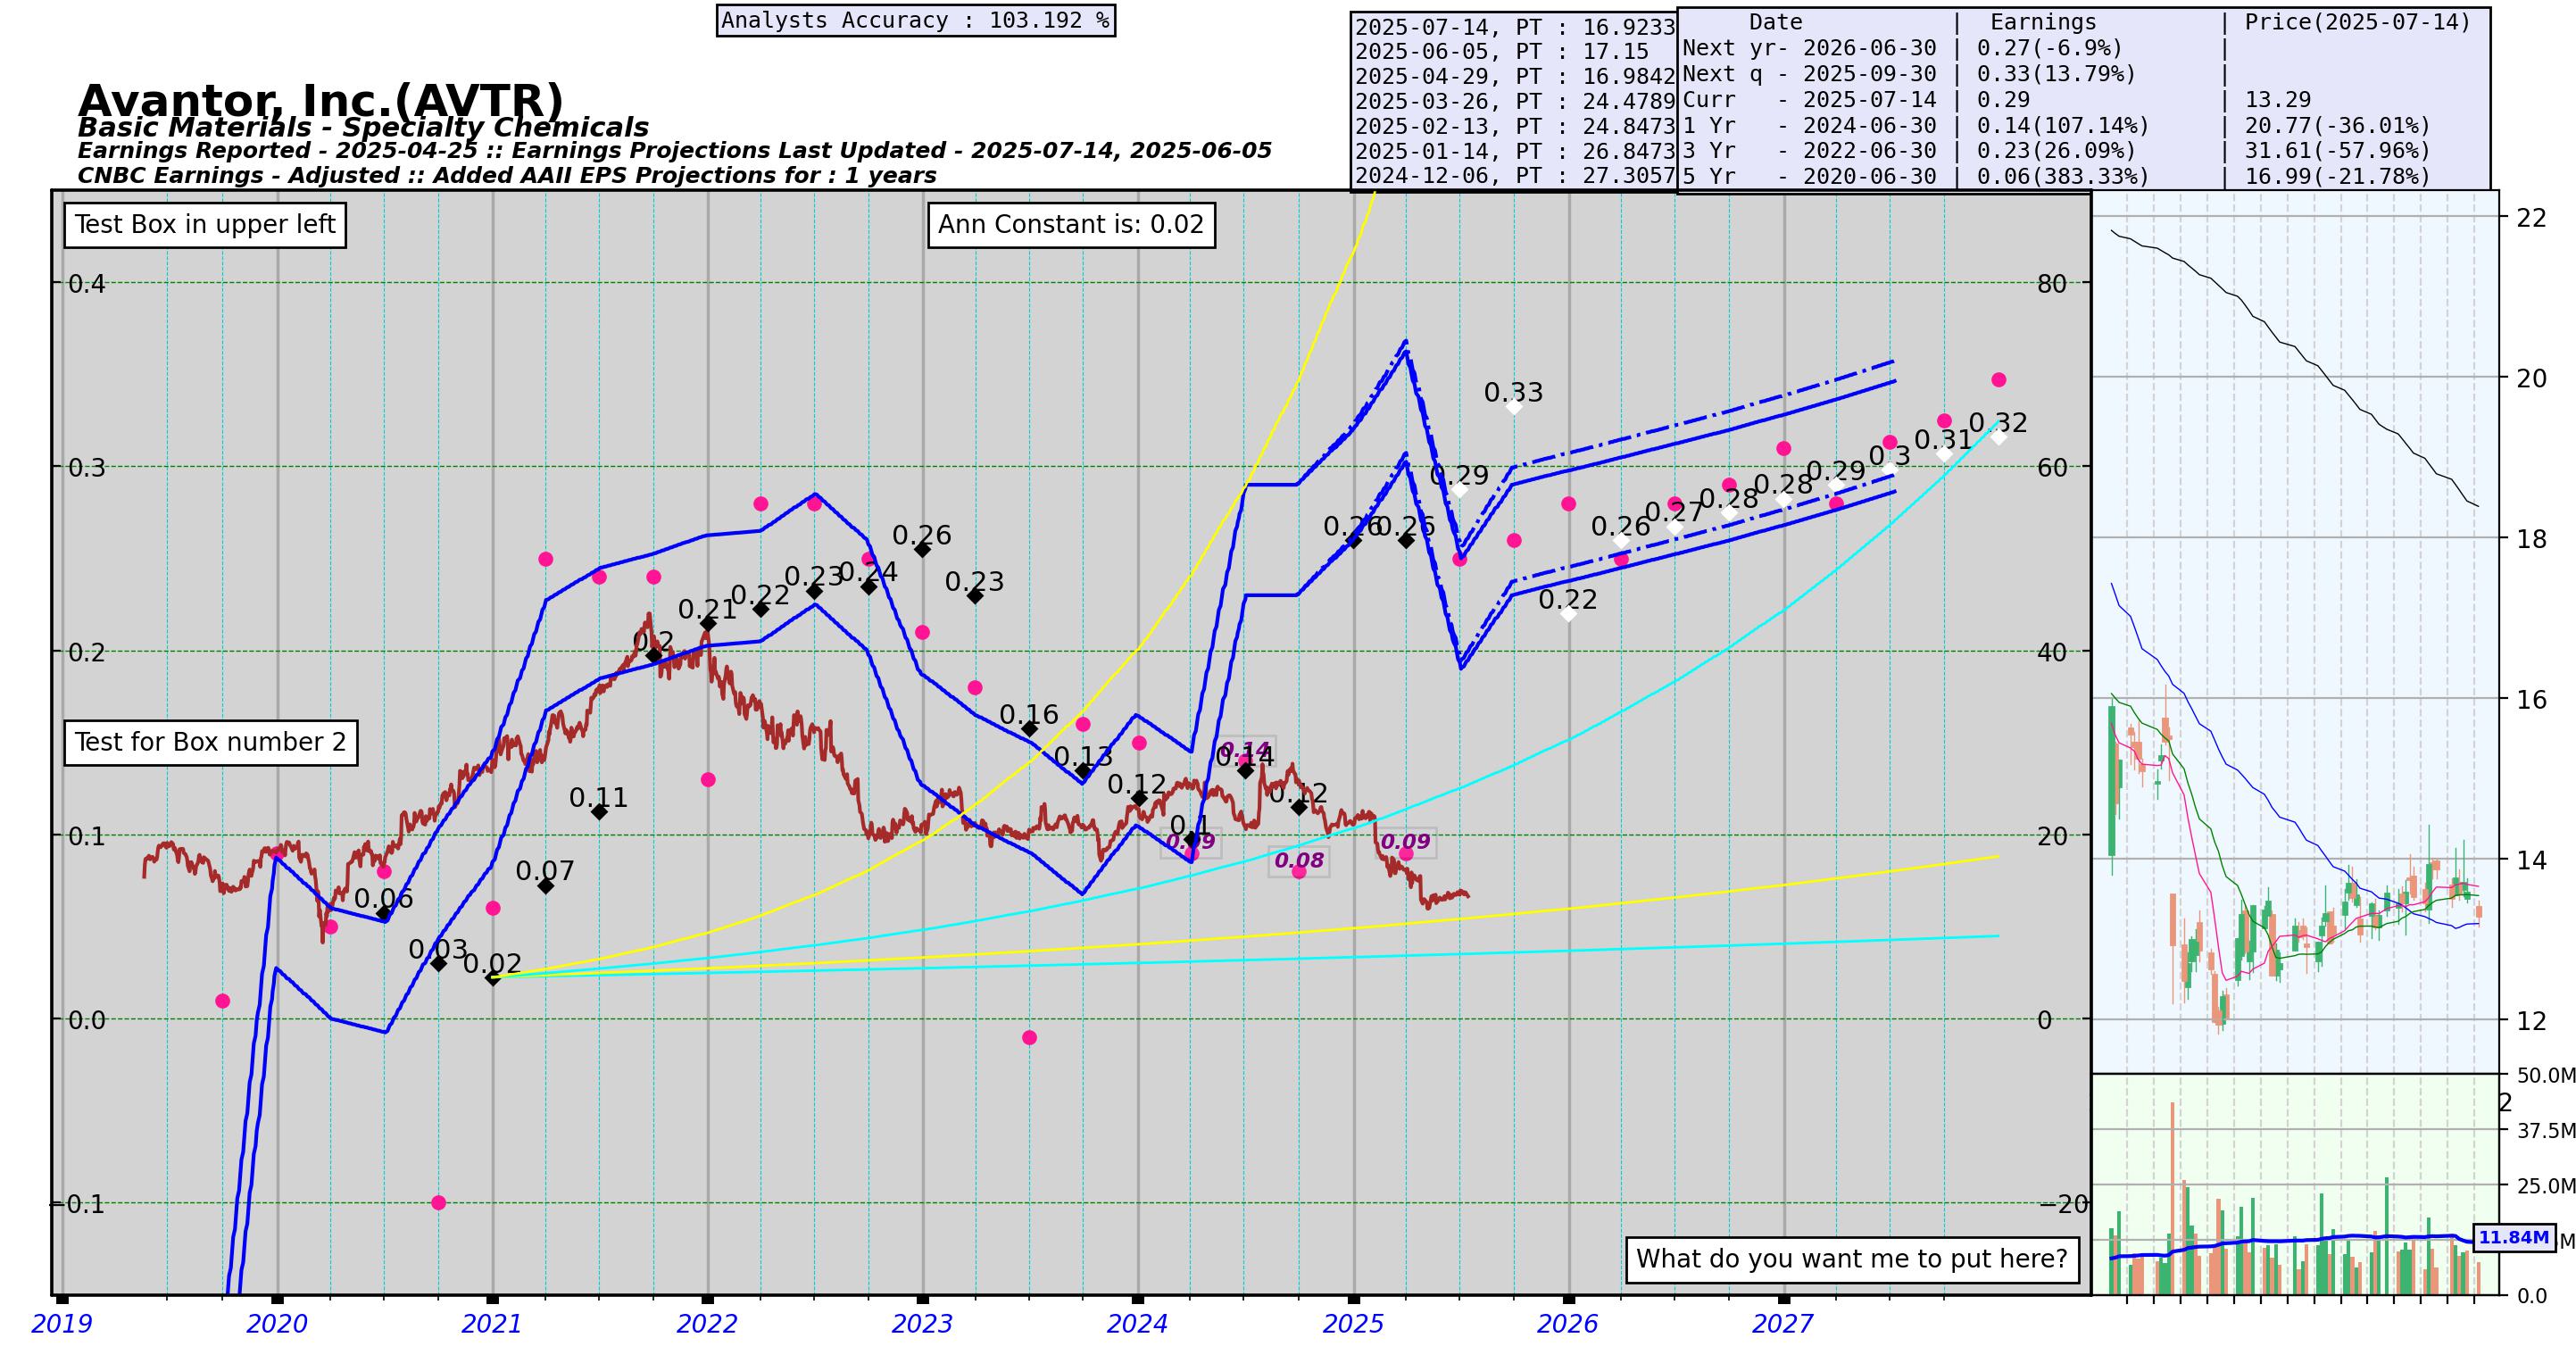 Analysts Accuracy : 103.192 %
2025-07-14, PT : 16.9233
2025-06-05, PT : 17.15
2025-04-29, PT : 16.9842
2025-03-26, PT : 24.4789
2025-02-13, PT : 24.8473
2025-01-14, PT : 26.8473
2024-12-06, PT : 27.3057
Date | Earnings | Price(2025-07-14)
Next yr- 2026-06-30 | 0.27(-6.9%) |
Next q - 2025-09-30 | 0.33(13.79%) |
Curr - 2025-07-14 | 0.29 | 13.29
1 Yr - 2024-06-30 | 0.14(107.14%) | 20.77(-36.01%)
3 Yr - 2022-06-30 | 0.23(26.09%) | 31.61(-57.96%)
5 Yr - 2020-06-30 | 0.06(383.33%) | 16.99(-21.78%)
Avantor, Inc.(AVTR)
Basic Materials - Specialty Chemicals
Earnings Reported - 2025-04-25 :: Earnings Projections Last Updated - 2025-07-14, 2025-06-05
CNBC Earnings - Adjusted :: Added AAII EPS Projections for : 1 years
Test Box in upper left
Ann Constant is: 0.02
Test for Box number 2
What do you want me to put here?
0.4
0.3
0.2
0.1
0.0
−0.1
80
60
40
20
0
−20
0.06
0.03
0.02
0.07
0.11
0.2
0.21
0.22
0.23
0.24
0.26
0.23
0.16
0.13
0.12
0.1
0.09
0.14
0.14
0.12
0.08
0.26
0.26
0.09
0.29
0.33
0.22
0.26
0.27
0.28
0.28
0.29
0.3
0.31
0.32
22
20
18
16
14
12
50.0M
2
37.5M
25.0M
11.84M
M
0.0
2019
2020
2021
2022
2023
2024
2025
2026
2027